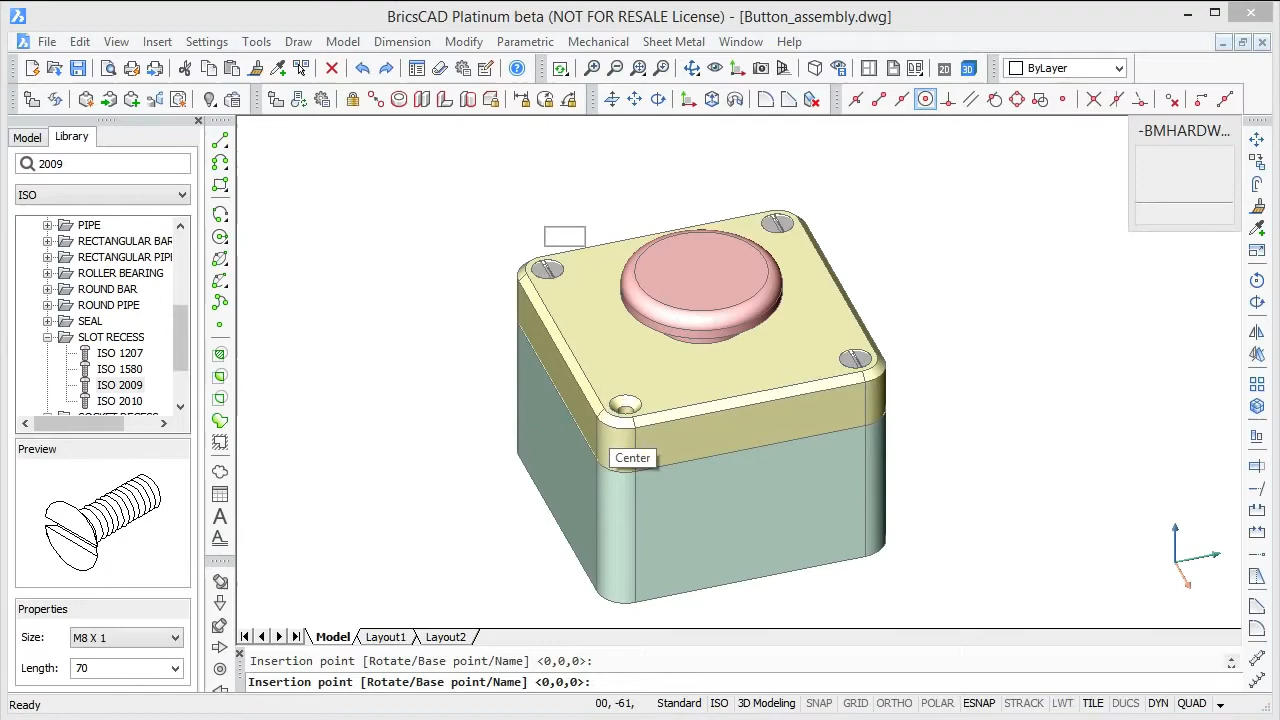 BricsCAD Platinum beta (NOT FOR RESALE License) - [Button_assembly.dwg]
File Edit View Insert Settings Tools Draw Model Dimension Modify Parametric Mechanical Sheet Metal Window Help
2D 3D ByLayer
Model Library
-BMHARDW...
2009
ISO
PIPE
RECTANGULAR BAR
RECTANGULAR PIP
ROLLER BEARING
ROUND BAR
ROUND PIPE
SEAL
SLOT RECESS
ISO 1207
ISO 1580
ISO 2009
ISO 2010
Preview
Center
Properties
Size: M8 X 1
Length: 70
Model Layout1 Layout2
Insertion point [Rotate/Base point/Name] <0,0,0>:
Insertion point [Rotate/Base point/Name] <0,0,0>:
Ready 00, -61, Standard ISO 3D Modeling SNAP GRID ORTHO POLAR ESNAP STRACK LWT TILE DUCS DYN QUAD